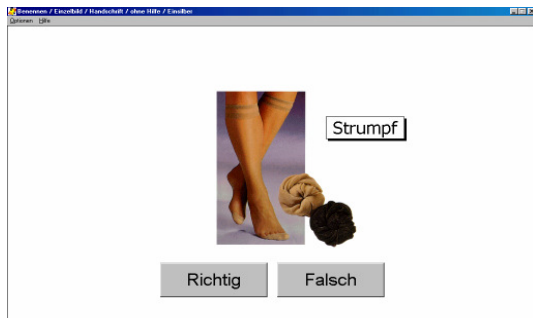 Benennen / Einzelbild / Handschrift / ohne Hilfe / Einsilber
Optionen Hilfe
Strumpf
Richtig Falsch